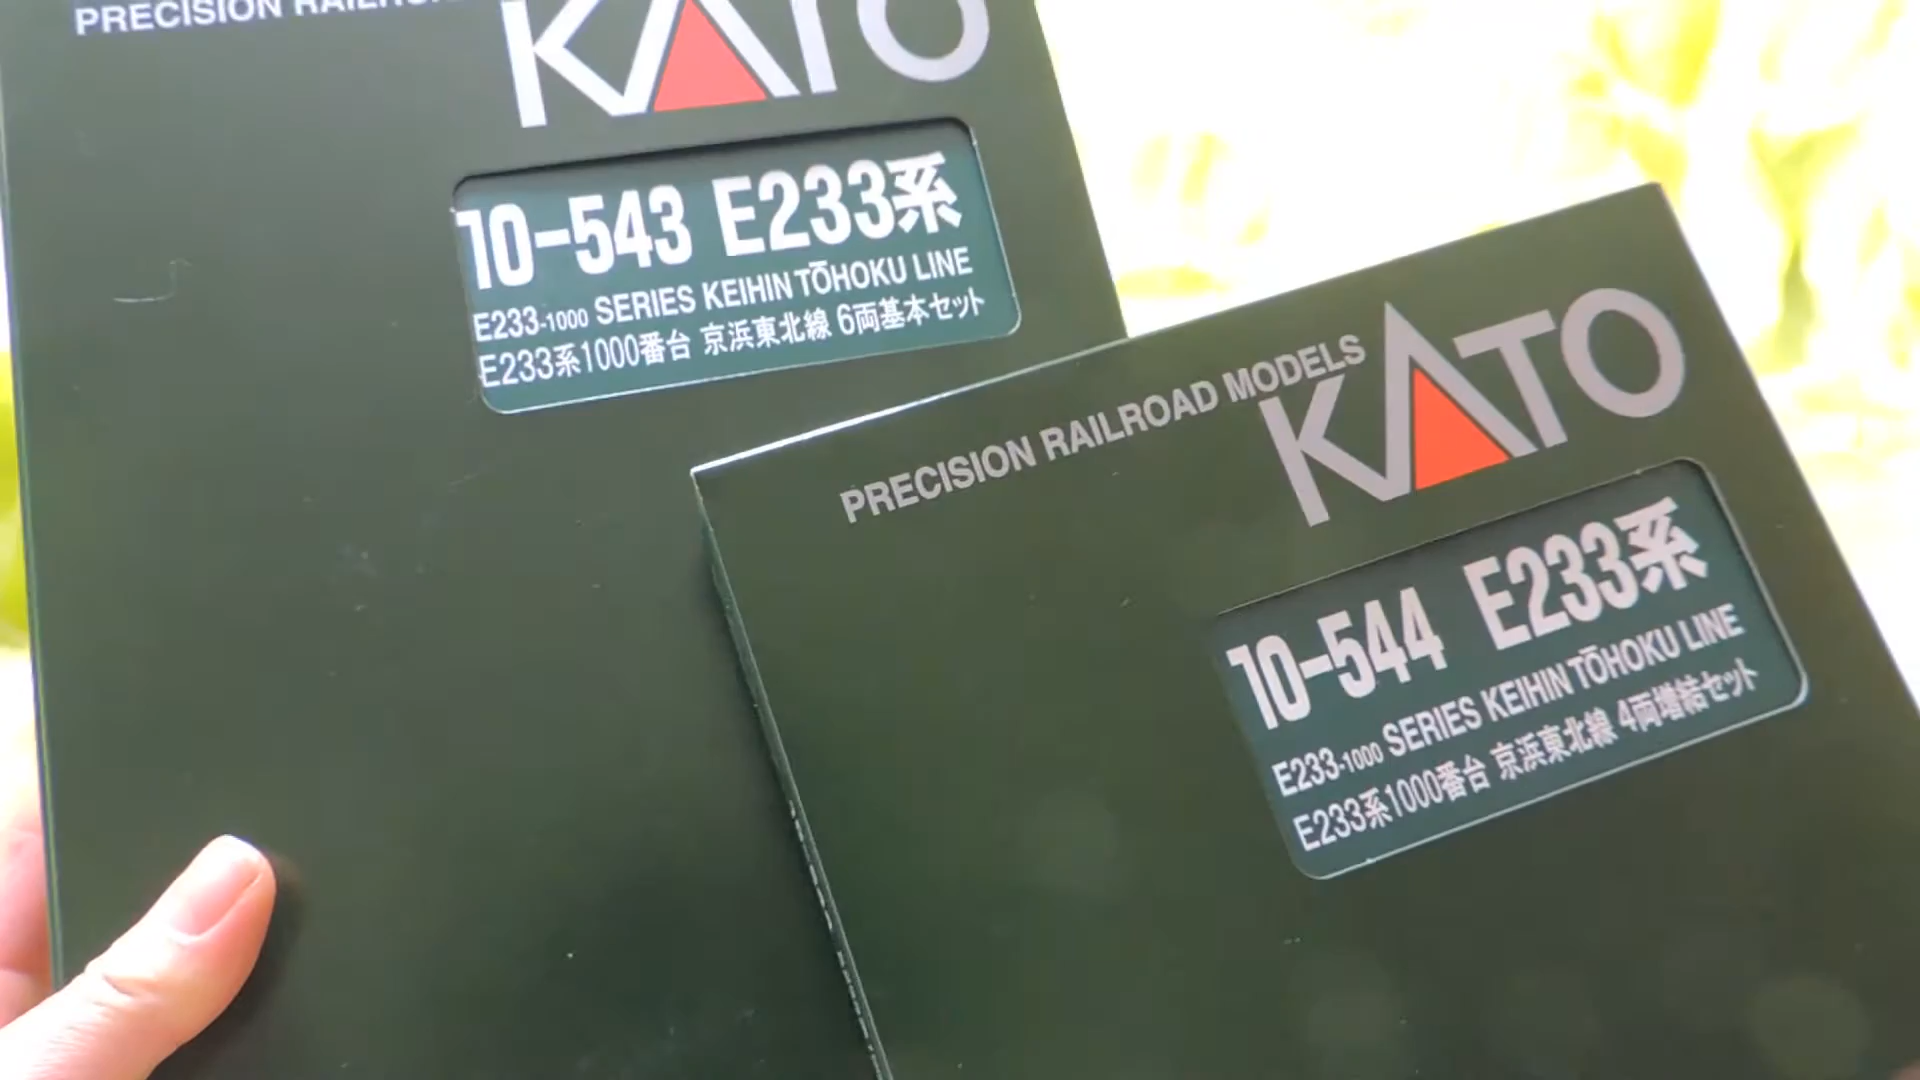 PRECISION RAILROAD
KATO
10-543 E233系
E233-1000 SERIES KEIHIN TŌHOKU LINE
E233系1000番台 京浜東北線 6両基本セット
PRECISION RAILROAD MODELS
KATO
10-544 E233系
E233-1000 SERIES KEIHIN TŌHOKU LINE
E233系1000番台 京浜東北線 4両増結セット